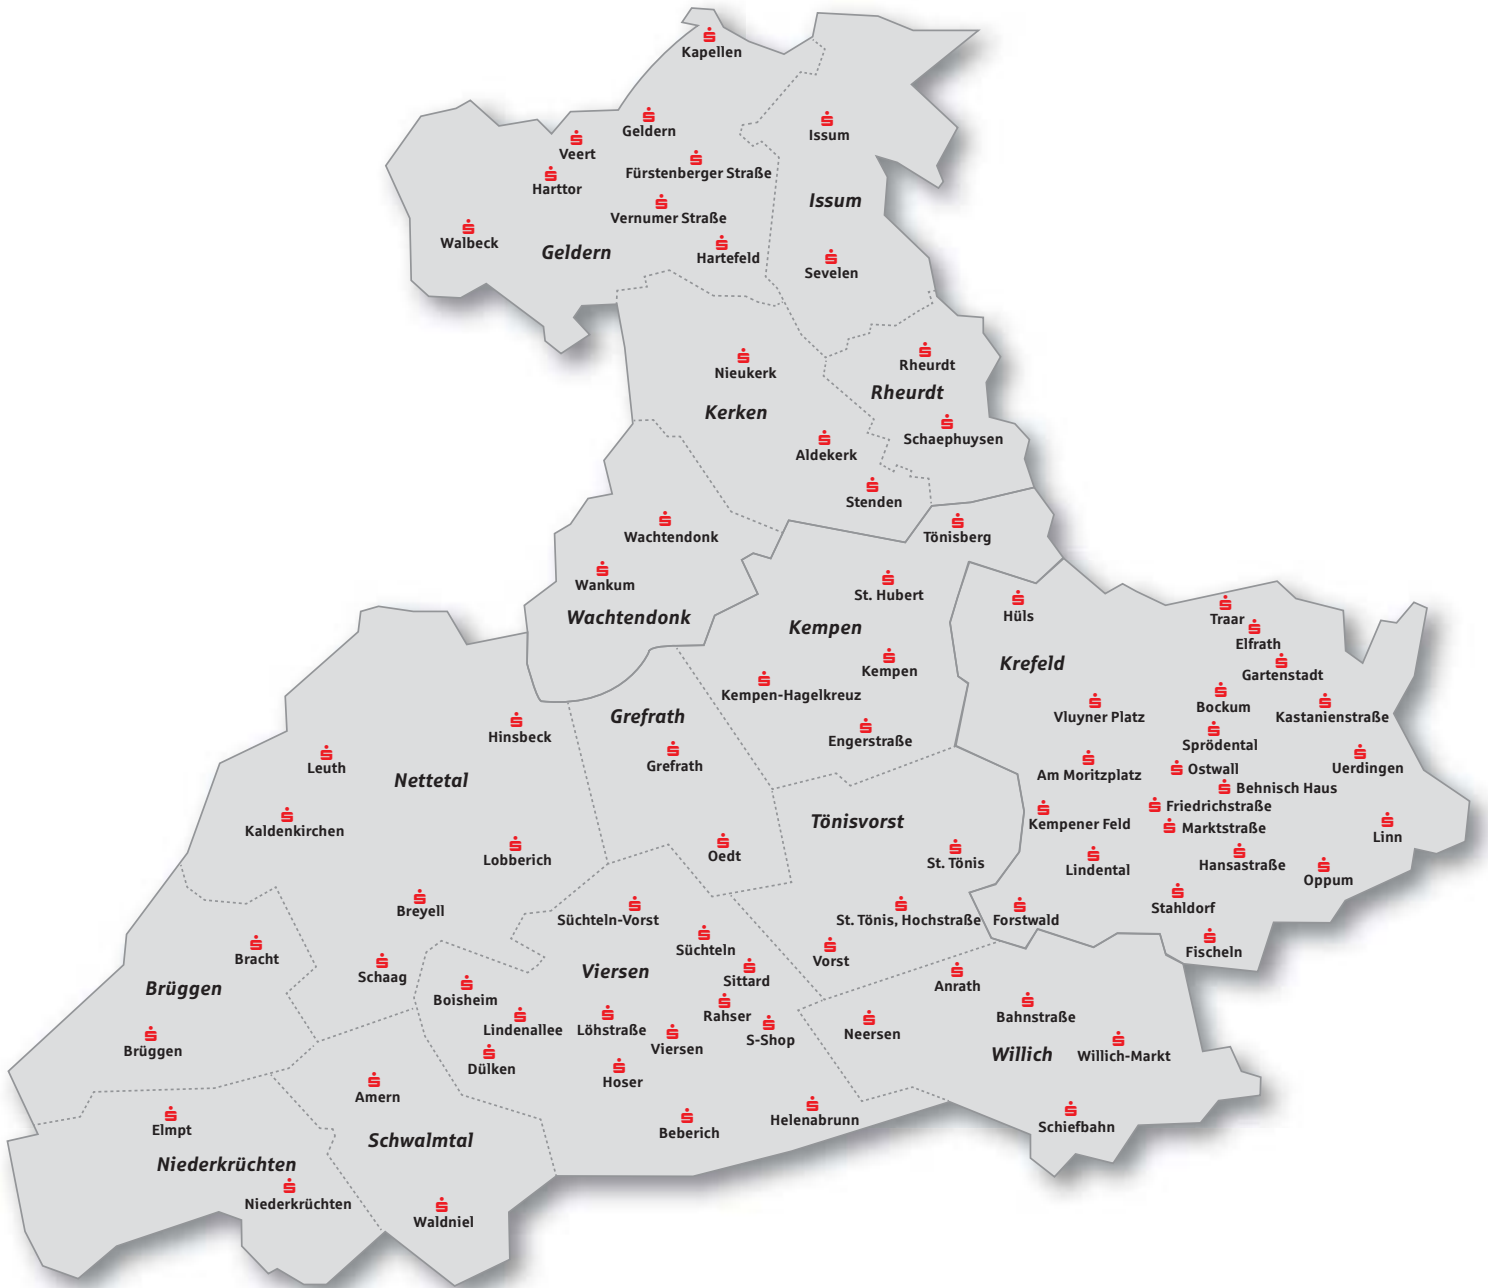 Kapellen
Geldern
Issum
Veert
Fürstenberger Straße
Harttor
Issum
Vernumer Straße
Walbeck
Geldern
Hartefeld
Sevelen
Rheurdt
Nieukerk
Rheurdt
Kerken
Schaephuysen
Aldekerk
Stenden
Wachtendonk
Tönisberg
Wankum
St. Hubert
Wachtendonk
Kempen
Hüls
Traar
Elfrath
Krefeld
Kempen
Gartenstadt
Kempen-Hagelkreuz
Bockum
Grefrath
Vluyner Platz
Kastanienstraße
Hinsbeck
Engerstraße
Sprödental
Leuth
Grefrath
Nettetal
Am Moritzplatz
Ostwall
Uerdingen
Behnisch Haus
Friedrichstraße
Kaldenkirchen
Tönisvorst
Kempener Feld
Marktstraße
Linn
Lobberich
Oedt
St. Tönis
Lindental
Hansastraße
Oppum
Breyell
Süchteln-Vorst
St. Tönis, Hochstraße
Forstwald
Stahldorf
Süchteln
Fischeln
Bracht
Vorst
Schaag
Viersen
Sittard
Brüggen
Boisheim
Anrath
Lindenallee
Löhstraße
Rahser
Bahnstraße
Brüggen
Viersen
S-Shop
Neersen
Willich
Willich-Markt
Dülken
Hoser
Amern
Elmpt
Beberich
Helenabrunn
Schiefbahn
Schwalmtal
Niederkrüchten
Niederkrüchten
Waldniel